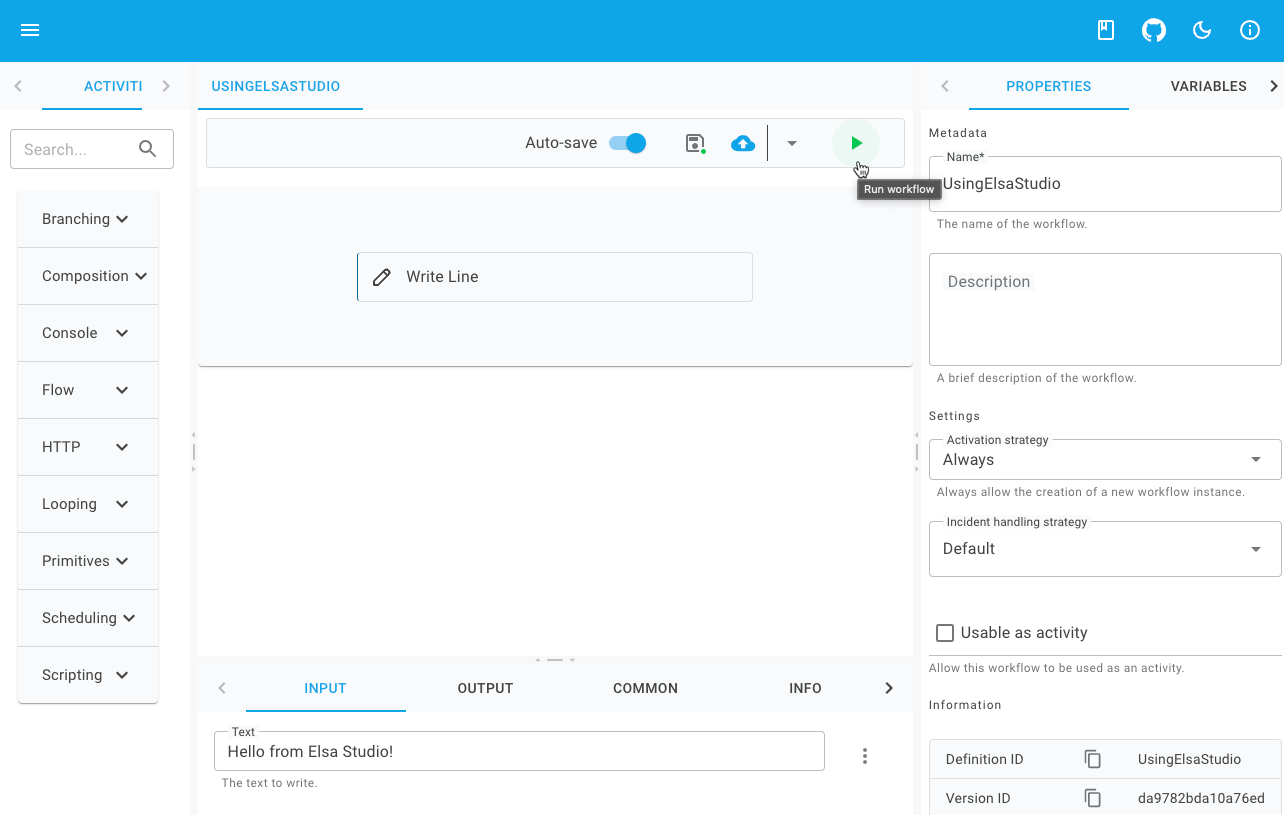 ACTIVITI
USINGELSASTUDIO
PROPERTIES
VARIABLES
Search...
Branching
Composition
Console
Flow
HTTP
Looping
Primitives
Scheduling
Scripting
Auto-save
Run workflow
Write Line
INPUT
OUTPUT
COMMON
INFO
Text
Hello from Elsa Studio!
The text to write.
Metadata
Name*
UsingElsaStudio
The name of the workflow.
Description
A brief description of the workflow.
Settings
Activation strategy
Always
Always allow the creation of a new workflow instance.
Incident handling strategy
Default
Usable as activity
Allow this workflow to be used as an activity.
Information
Definition ID UsingElsaStudio
Version ID da9782bda10a76ed